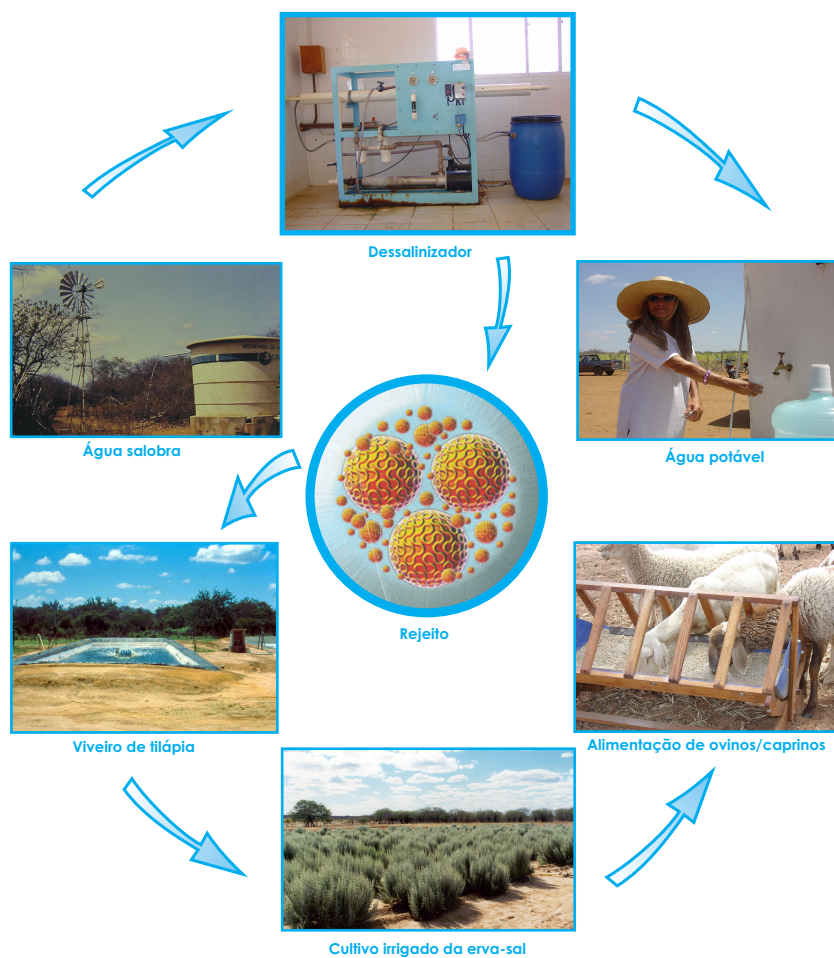 Dessalinizador
Água salobra
Água potável
Rejeito
Viveiro de tilápia
Alimentação de ovinos/caprinos
Cultivo irrigado da erva-sal